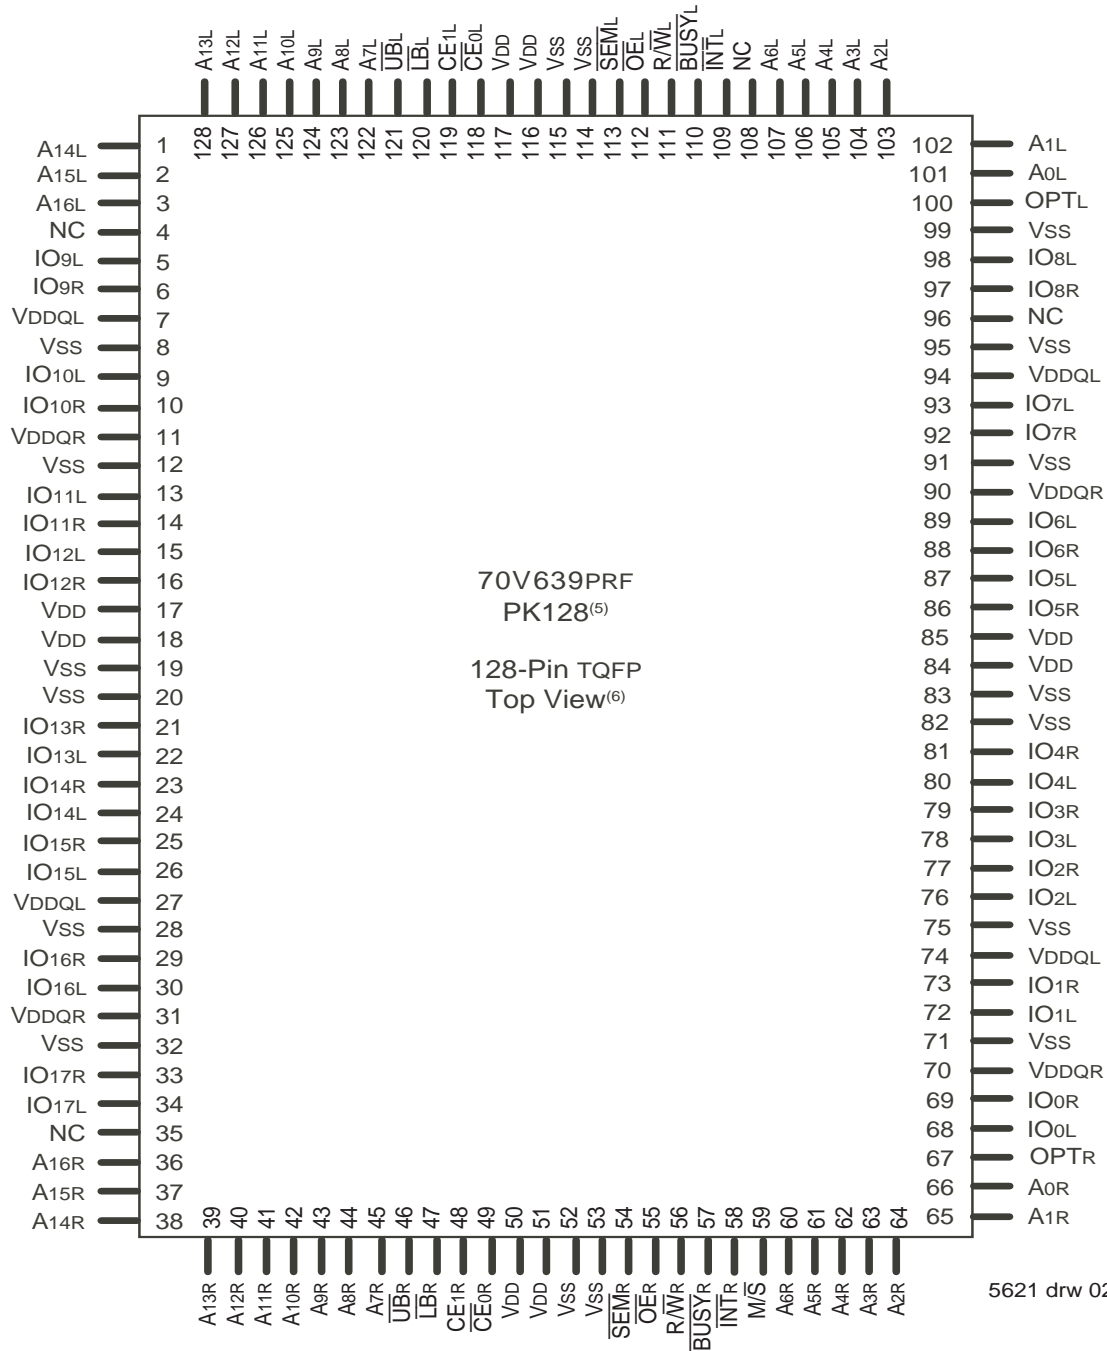 A13L A12L A11L A10L A9L A8L A7L UBL LBL CE1L CE0L VDD VDD VSS VSS SEML OEL R/WL BUSYL INTL NC A6L A5L A4L A3L A2L
128 127 126 125 124 123 122 121 120 119 118 117 116 115 114 113 112 111 110 109 108 107 106 105 104 103
A14L 1
A15L 2
A16L 3
NC 4
IO9L 5
IO9R 6
VDDQL 7
VSS 8
IO10L 9
IO10R 10
VDDQR 11
VSS 12
IO11L 13
IO11R 14
IO12L 15
IO12R 16
VDD 17
VDD 18
VSS 19
VSS 20
IO13R 21
IO13L 22
IO14R 23
IO14L 24
IO15R 25
IO15L 26
VDDQL 27
VSS 28
IO16R 29
IO16L 30
VDDQR 31
VSS 32
IO17R 33
IO17L 34
NC 35
A16R 36
A15R 37
A14R 38
70V639PRF
PK128(5)
128-Pin TQFP
Top View(6)
102 A1L
101 A0L
100 OPTL
99 VSS
98 IO8L
97 IO8R
96 NC
95 VSS
94 VDDQL
93 IO7L
92 IO7R
91 VSS
90 VDDQR
89 IO6L
88 IO6R
87 IO5L
86 IO5R
85 VDD
84 VDD
83 VSS
82 VSS
81 IO4R
80 IO4L
79 IO3R
78 IO3L
77 IO2R
76 IO2L
75 VSS
74 VDDQL
73 IO1R
72 IO1L
71 VSS
70 VDDQR
69 IO0R
68 IO0L
67 OPTR
66 A0R
65 A1R
39 40 41 42 43 44 45 46 47 48 49 50 51 52 53 54 55 56 57 58 59 60 61 62 63 64
A13R A12R A11R A10R A9R A8R A7R UBR LBR CE1R CE0R VDD VDD VSS VSS SEMR OER R/WR BUSYR INTR M/S A6R A5R A4R A3R A2R
5621 drw 02